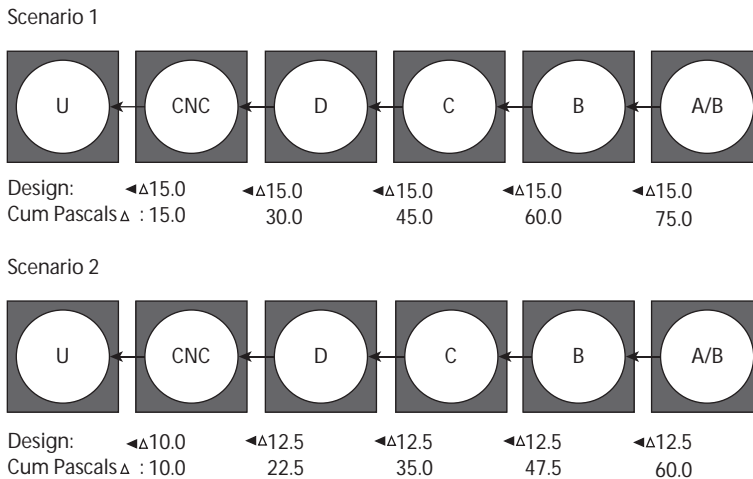 Scenario 1
U CNC D C B A/B
Design: ◄Δ15.0 ◄Δ15.0 ◄Δ15.0 ◄Δ15.0 ◄Δ15.0
Cum Pascals Δ : 15.0 30.0 45.0 60.0 75.0
Scenario 2
U CNC D C B A/B
Design: ◄Δ10.0 ◄Δ12.5 ◄Δ12.5 ◄Δ12.5 ◄Δ12.5
Cum Pascals Δ : 10.0 22.5 35.0 47.5 60.0